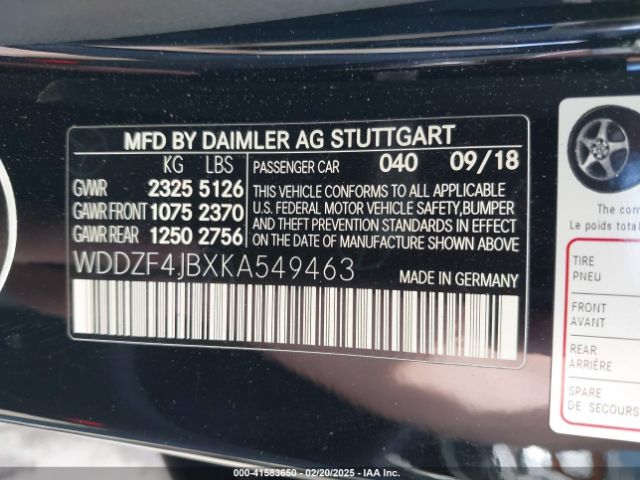 MFD BY DAIMLER AG STUTTGART
KG LBS
GVWR 2325 5126
GAWR FRONT 1075 2370
GAWR REAR 1250 2756
PASSENGER CAR 040 09/18
THIS VEHICLE CONFORMS TO ALL APPLICABLE
U.S. FEDERAL MOTOR VEHICLE SAFETY,BUMPER
AND THEFT PREVENTION STANDARDS IN EFFECT
ON THE DATE OF MANUFACTURE SHOWN ABOVE
WDDZF4JBXKA549463
MADE IN GERMANY
The com
Le poids total
TIRE
PNEU
FRONT
AVANT
REAR
ARRIÈRE
SPARE
DE SECOURS
00-41583650 - 02/20/2025 - IAA Inc.